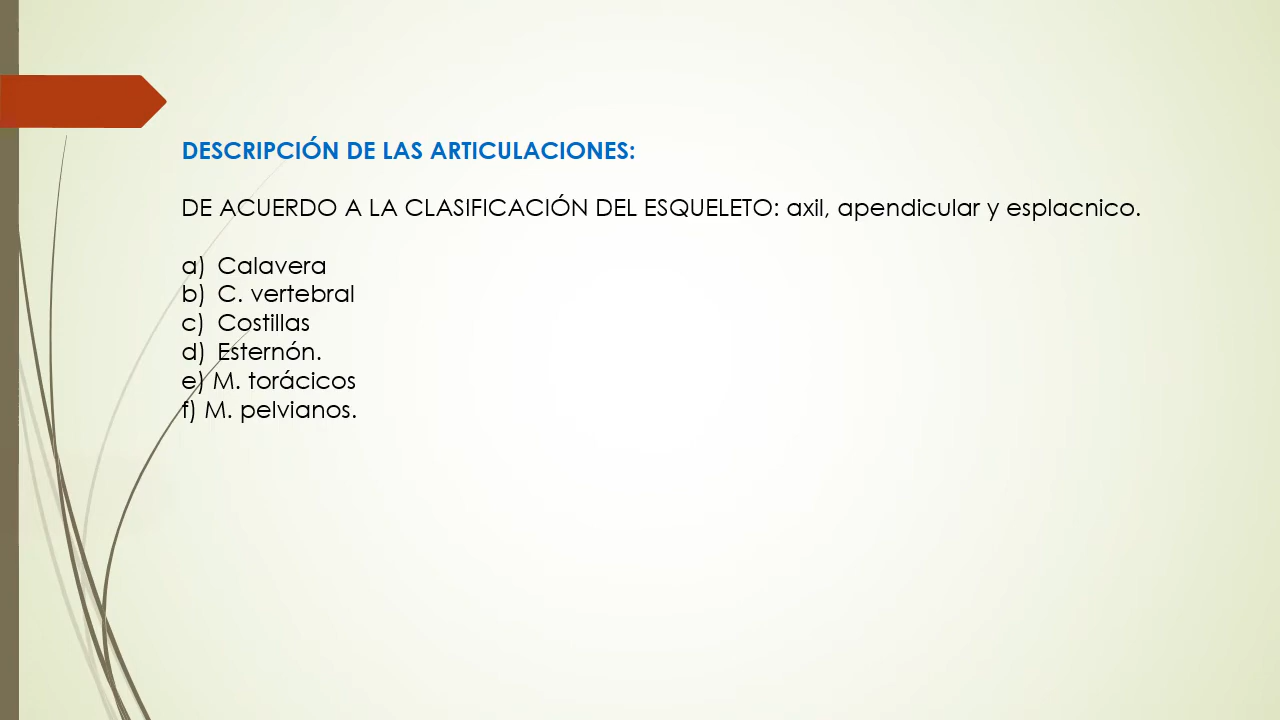 DESCRIPCIÓN DE LAS ARTICULACIONES:
DE ACUERDO A LA CLASIFICACIÓN DEL ESQUELETO: axil, apendicular y esplacnico.
a) Calavera
b) C. vertebral
c) Costillas
d) Esternón.
e) M. torácicos
f) M. pelvianos.